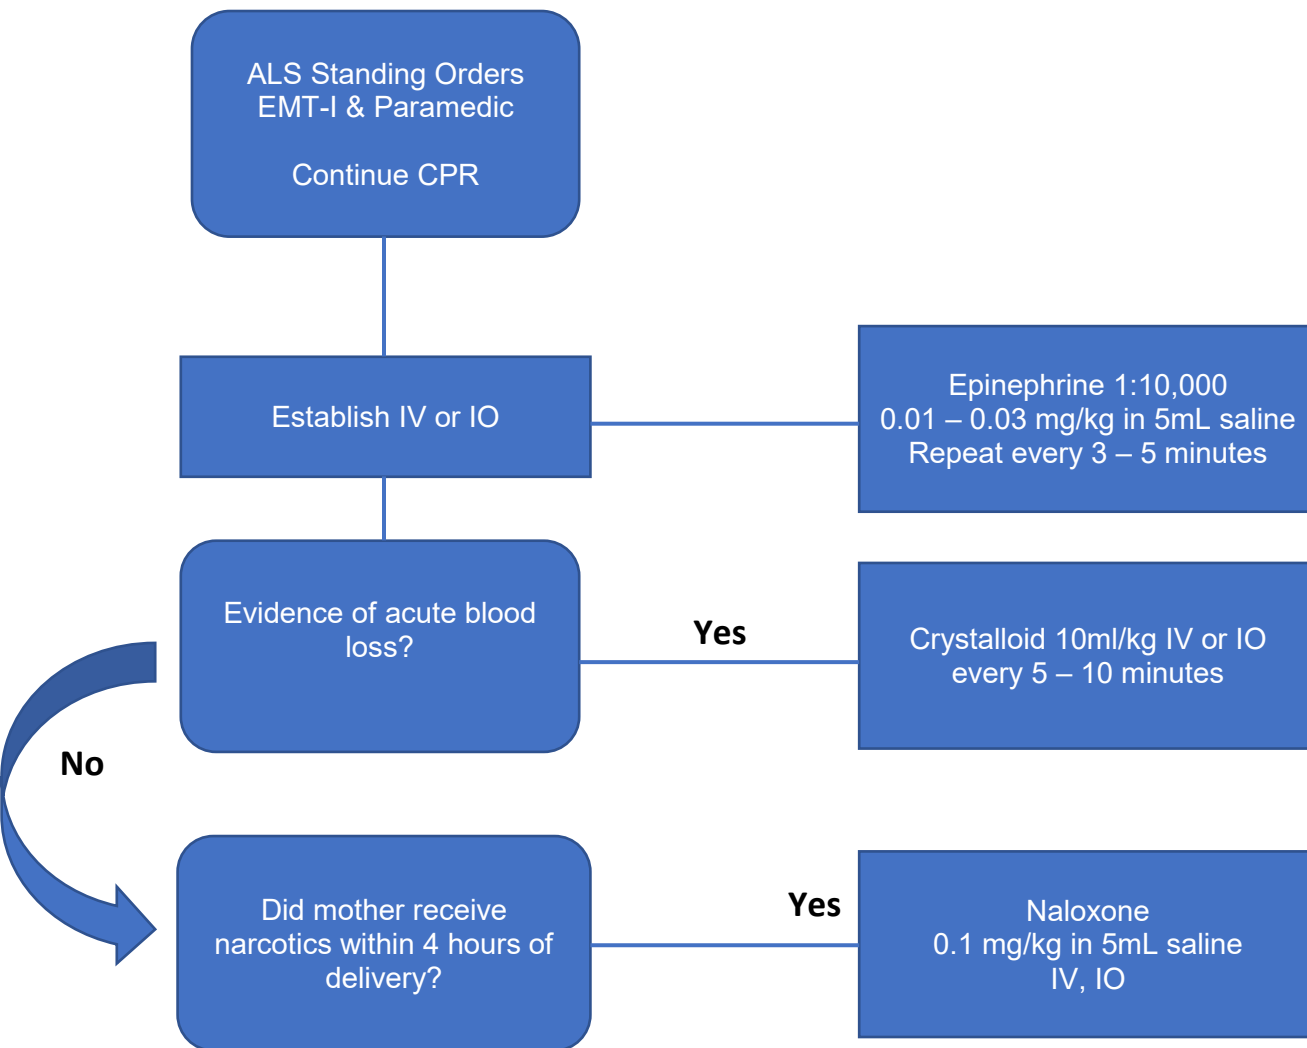 ALS Standing Orders
EMT-I & Paramedic
Continue CPR
Establish IV or IO
Epinephrine 1:10,000
0.01 – 0.03 mg/kg in 5mL saline
Repeat every 3 – 5 minutes
Evidence of acute blood
loss?
Yes
Crystalloid 10ml/kg IV or IO
every 5 – 10 minutes
No
Did mother receive
narcotics within 4 hours of
delivery?
Yes
Naloxone
0.1 mg/kg in 5mL saline
IV, IO